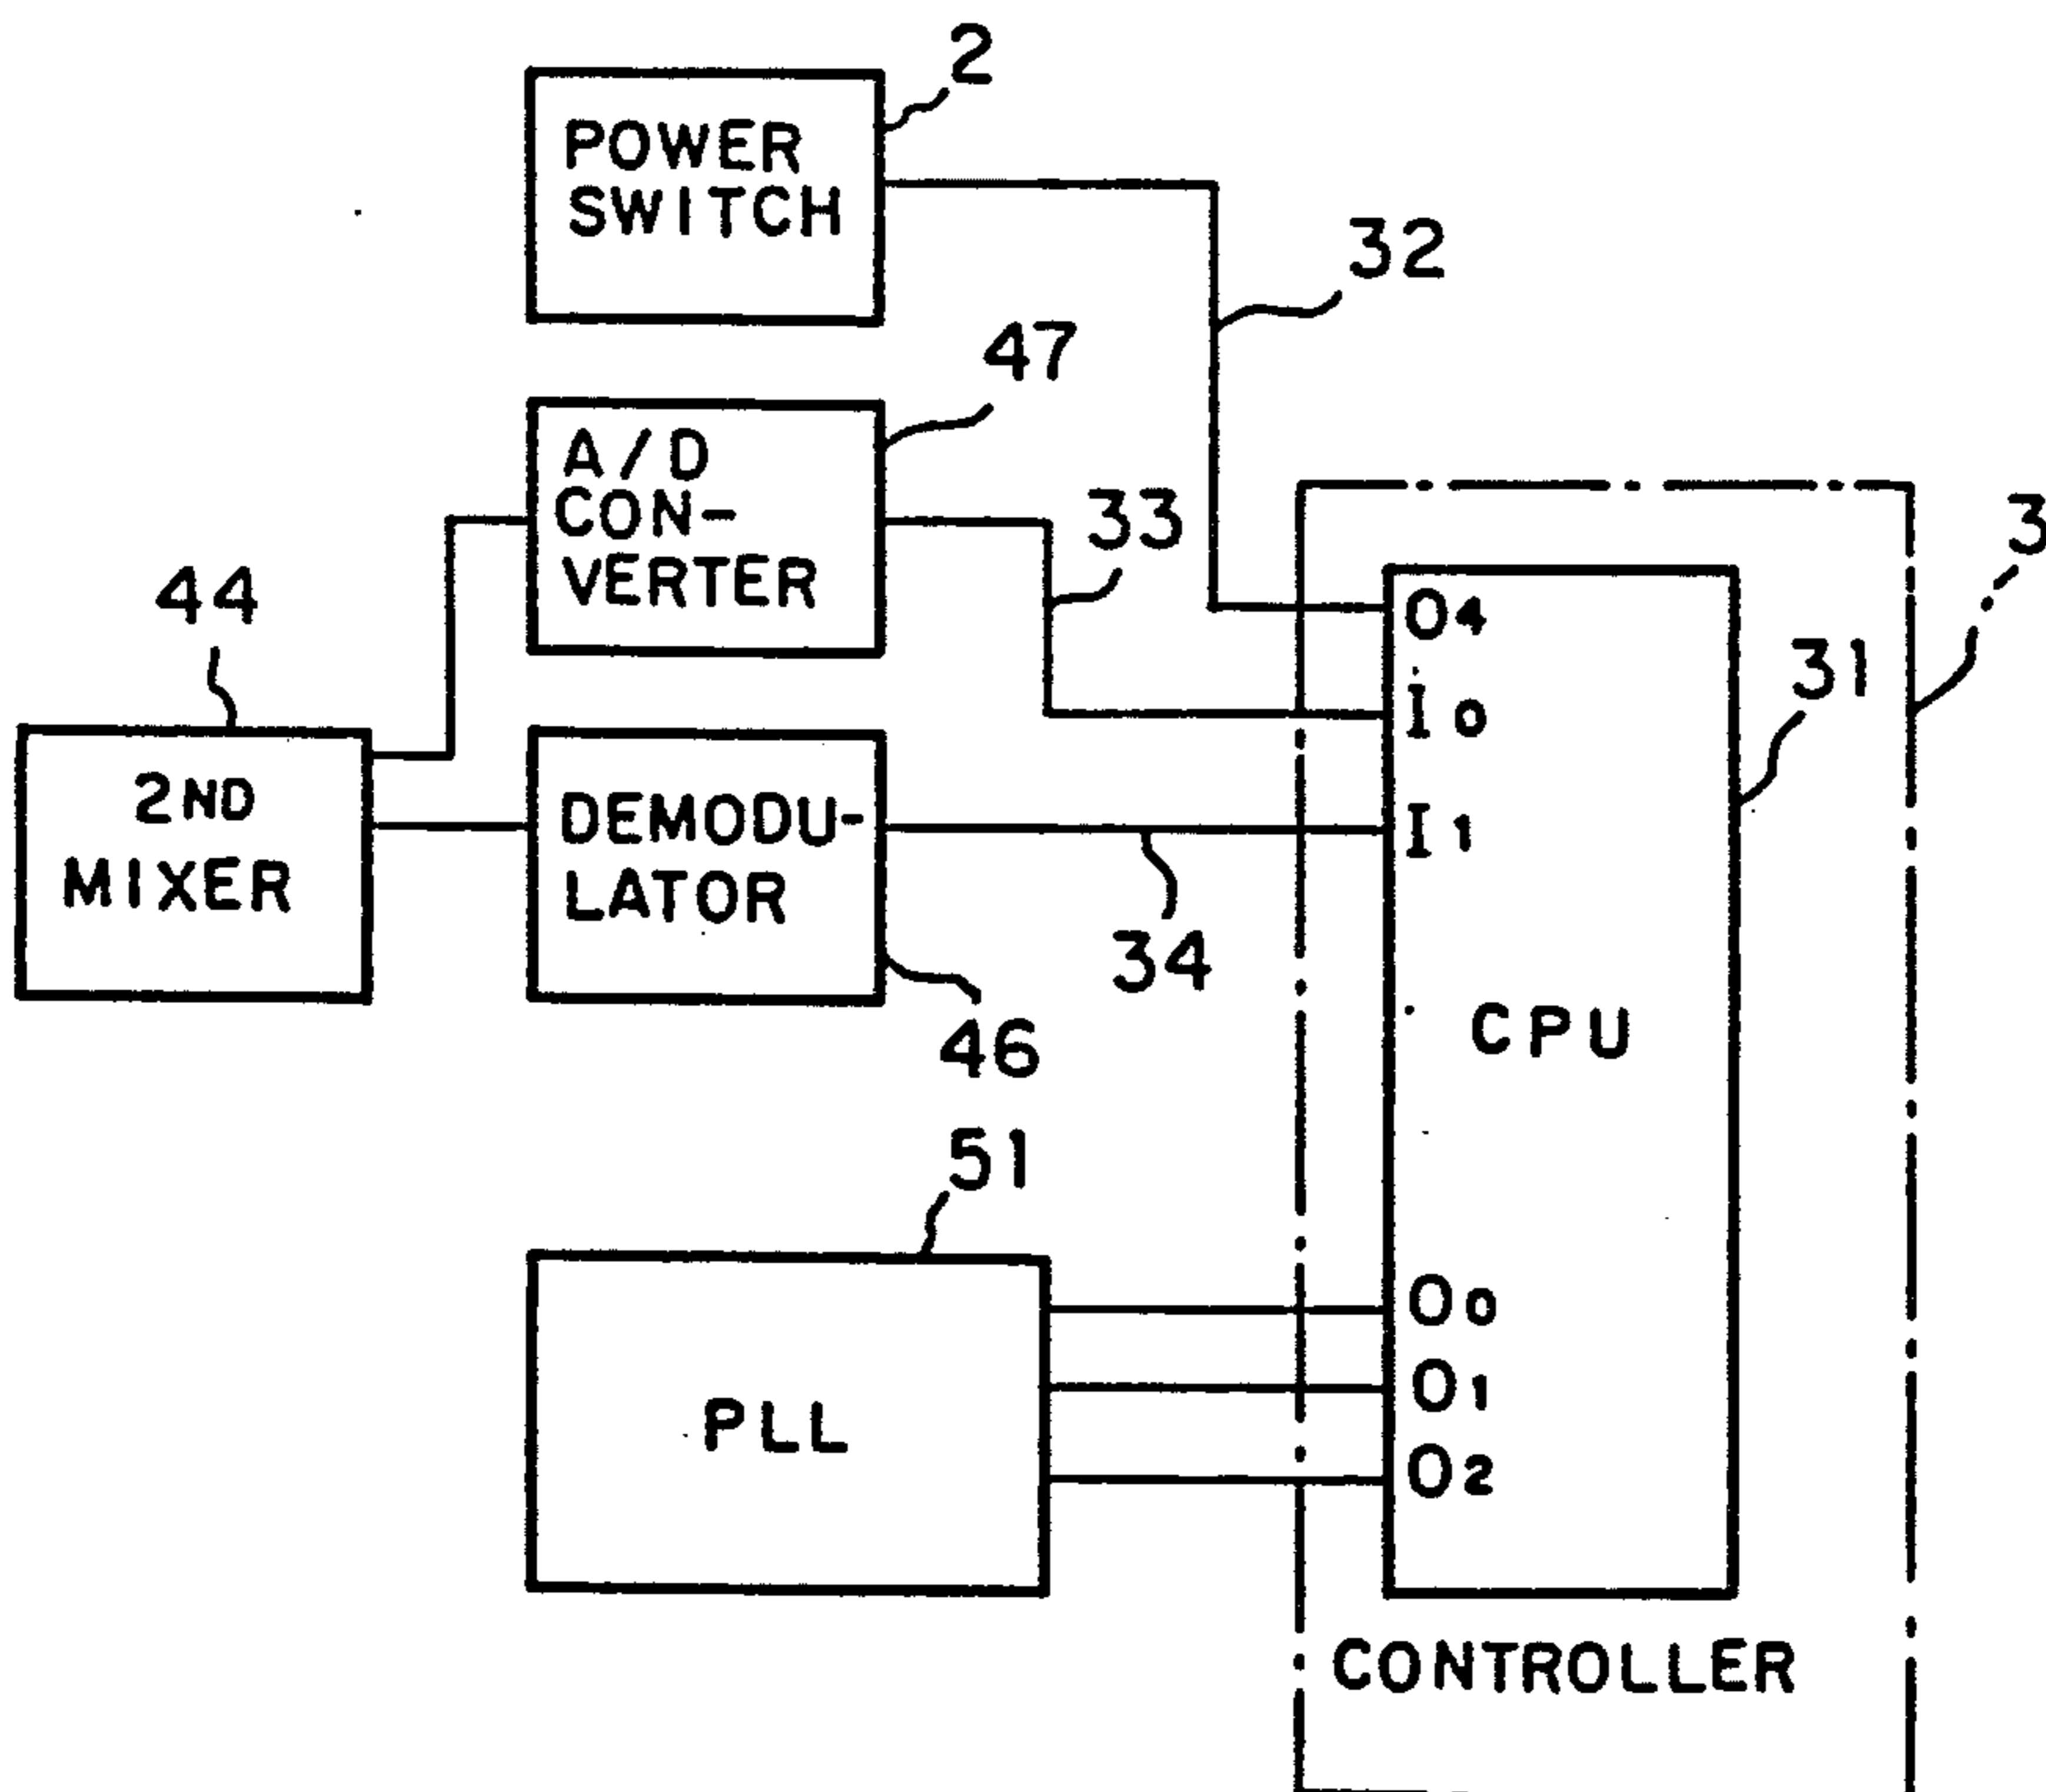 2
POWER
SWITCH
32
47
A/D
CON-
VERTER
33
3
44
O4
I0
31
2ND
MIXER
DEMODU-
LATOR
I1
34
46
CPU
51
PLL
O0
O1
O2
CONTROLLER